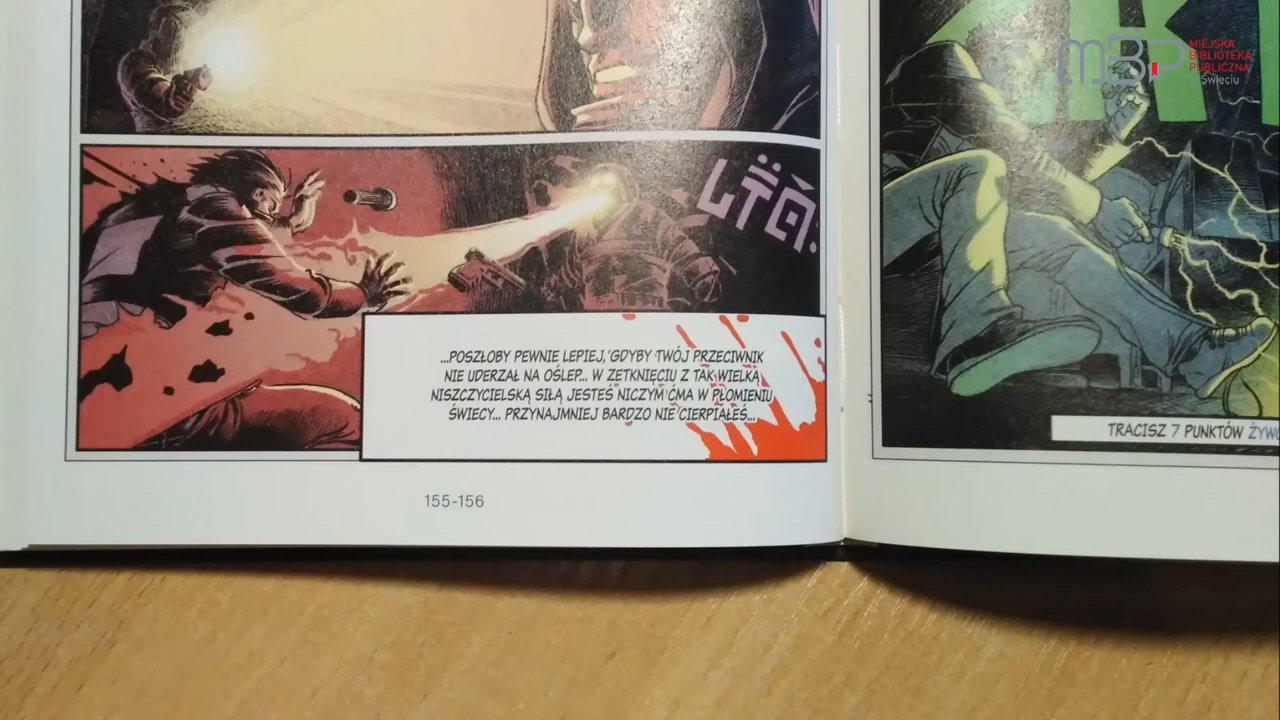 MBP MIEJSKA
BIBLIOTEKA
PUBLICZNA
w Świeciu
...POSZŁOBY PEWNIE LEPIEJ, GDYBY TWÓJ PRZECIWNIK
NIE UDERZAŁ NA OŚLEP... W ZETKNIĘCIU Z TAK WIELKĄ
NISZCZYCIELSKĄ SIŁĄ JESTEŚ NICZYM ĆMA W PŁOMIENIU
ŚWIECY... PRZYNAJMNIEJ BARDZO NIE CIERPIAŁEŚ...
155-156
TRACISZ 7 PUNKTÓW